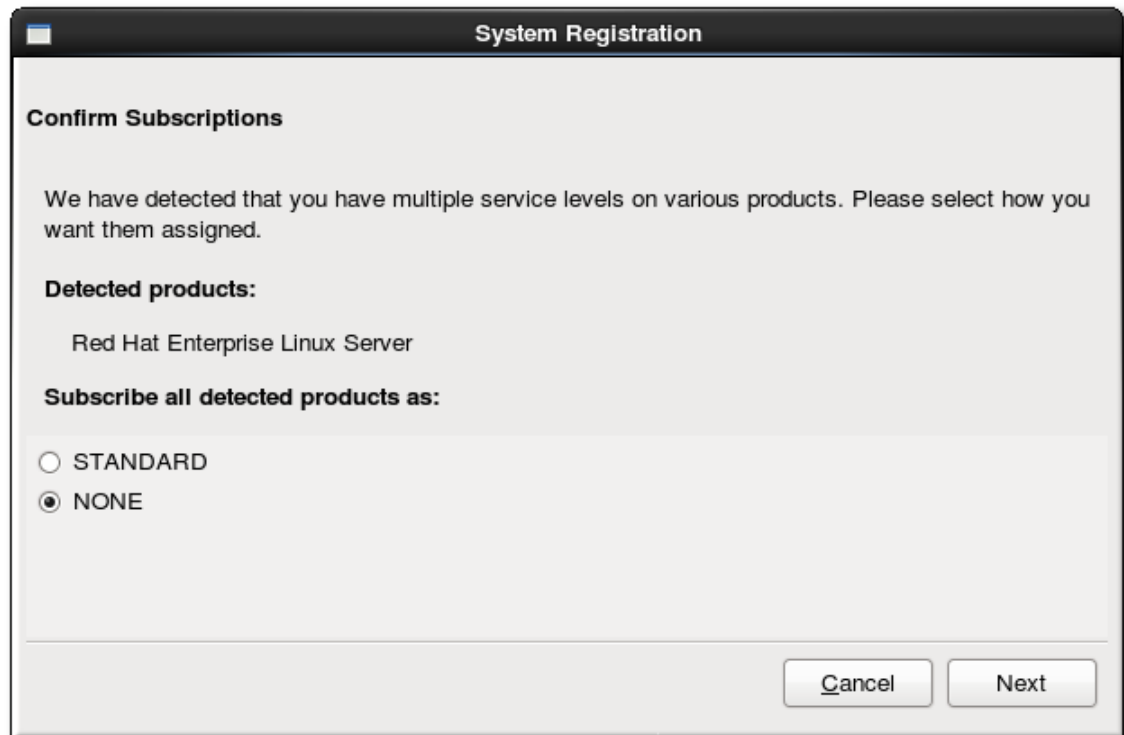 System Registration
Confirm Subscriptions
We have detected that you have multiple service levels on various products. Please select how you
want them assigned.
Detected products:
Red Hat Enterprise Linux Server
Subscribe all detected products as:
STANDARD
NONE
Cancel Next